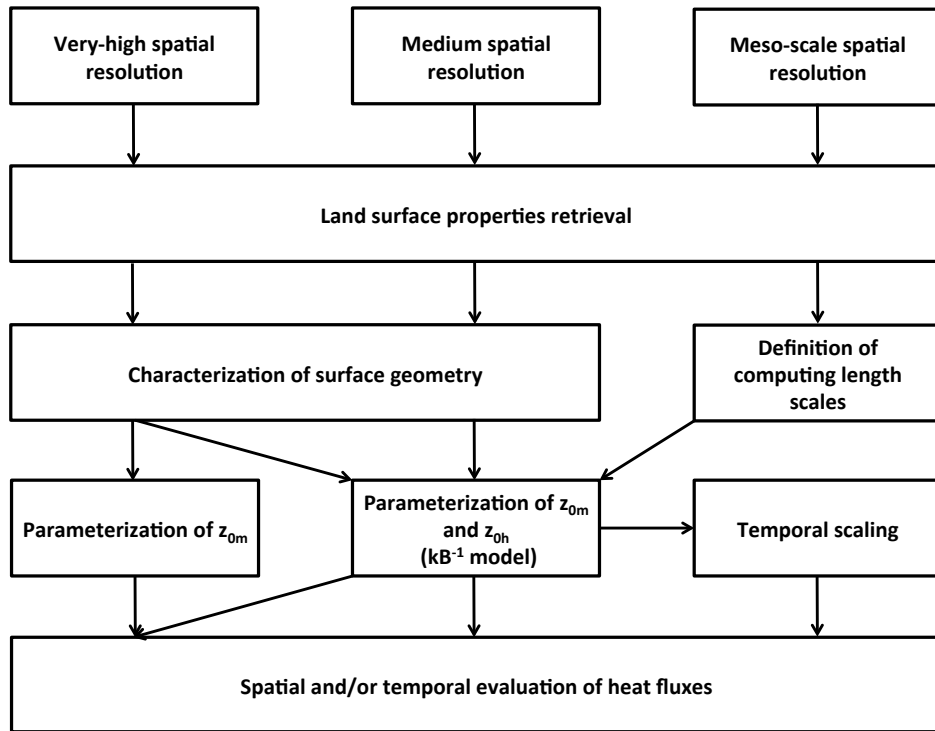 Very-high spatial
resolution
Medium spatial
resolution
Meso-scale spatial
resolution
Land surface properties retrieval
Characterization of surface geometry
Definition of
computing length
scales
Parameterization of z₀ₘ
Parameterization of z₀ₘ
and z₀ₕ
(kB⁻¹ model)
Temporal scaling
Spatial and/or temporal evaluation of heat fluxes